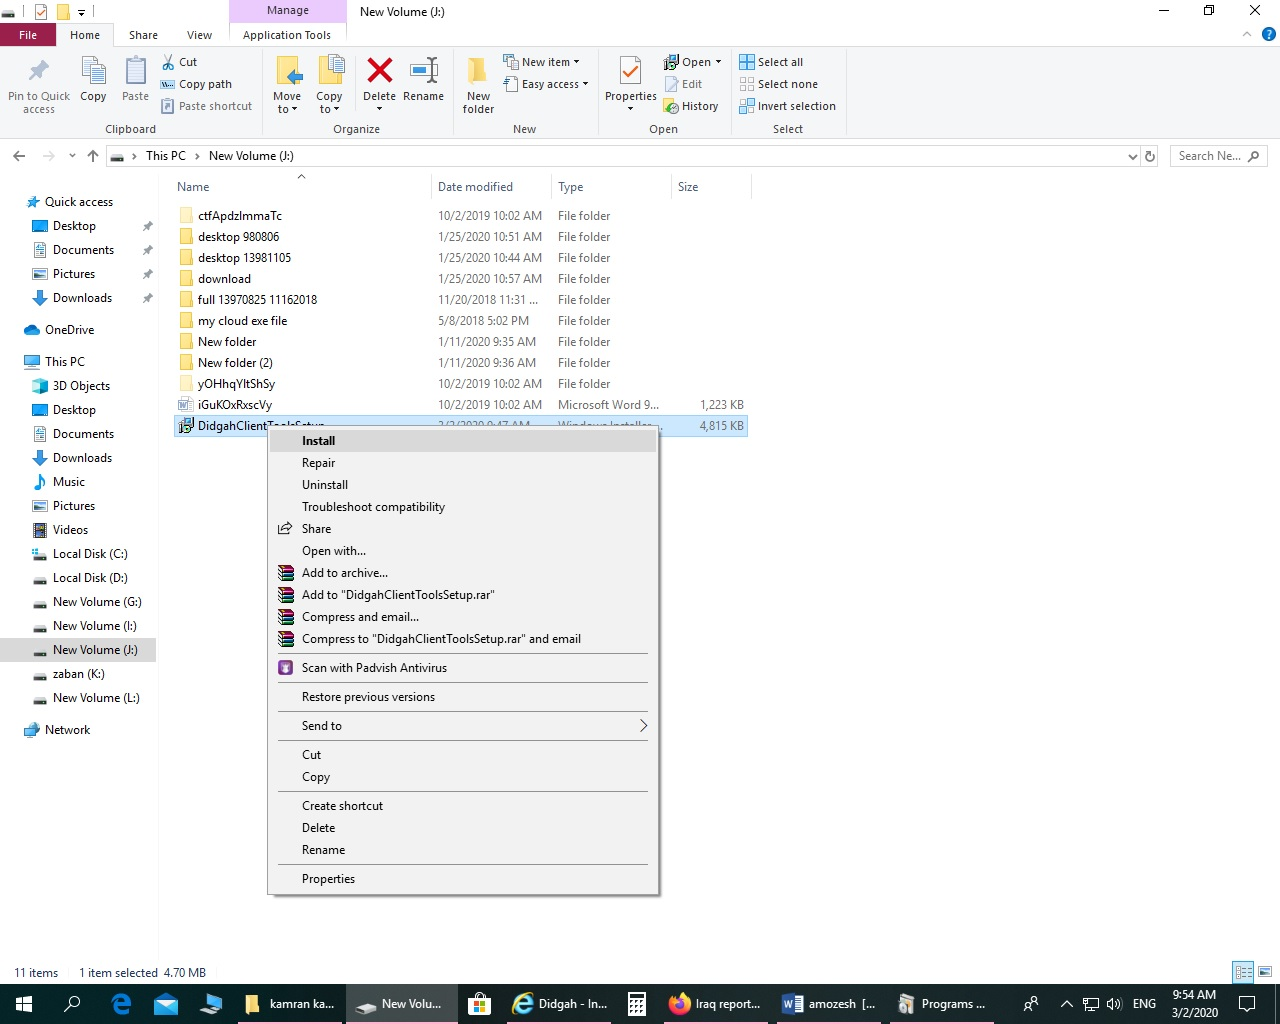 Manage
New Volume (J:)
File Home Share View Application Tools
Pin to Quick access
Copy
Paste
Cut
Copy path
Paste shortcut
Clipboard
Move to
Copy to
Delete
Rename
Organize
New folder
New item
Easy access
New
Properties
Open
Edit
History
Open
Select all
Select none
Invert selection
Select
This PC > New Volume (J:)
Search Ne...
Name Date modified Type Size
Quick access
Desktop
Documents
Pictures
Downloads
OneDrive
This PC
3D Objects
Desktop
Documents
Downloads
Music
Pictures
Videos
Local Disk (C:)
Local Disk (D:)
New Volume (G:)
New Volume (I:)
New Volume (J:)
zaban (K:)
New Volume (L:)
Network
ctfApdzlmmaTc 10/2/2019 10:02 AM File folder
desktop 980806 1/25/2020 10:51 AM File folder
desktop 13981105 1/25/2020 10:44 AM File folder
download 1/25/2020 10:57 AM File folder
full 13970825 11162018 11/20/2018 11:31 ... File folder
my cloud exe file 5/8/2018 5:02 PM File folder
New folder 1/11/2020 9:35 AM File folder
New folder (2) 1/11/2020 9:36 AM File folder
yOHhqYltShSy 10/2/2019 10:02 AM File folder
iGuKOxRxscVy 10/2/2019 10:02 AM Microsoft Word 9... 1,223 KB
DidgahClientToolsSetup 4,815 KB
Install
Repair
Uninstall
Troubleshoot compatibility
Share
Open with...
Add to archive...
Add to "DidgahClientToolsSetup.rar"
Compress and email...
Compress to "DidgahClientToolsSetup.rar" and email
Scan with Padvish Antivirus
Restore previous versions
Send to
Cut
Copy
Create shortcut
Delete
Rename
Properties
11 items 1 item selected 4.70 MB
kamran ka... New Volu... Didgah - In... Iraq report... amozesh [... Programs ... ENG
9:54 AM
3/2/2020